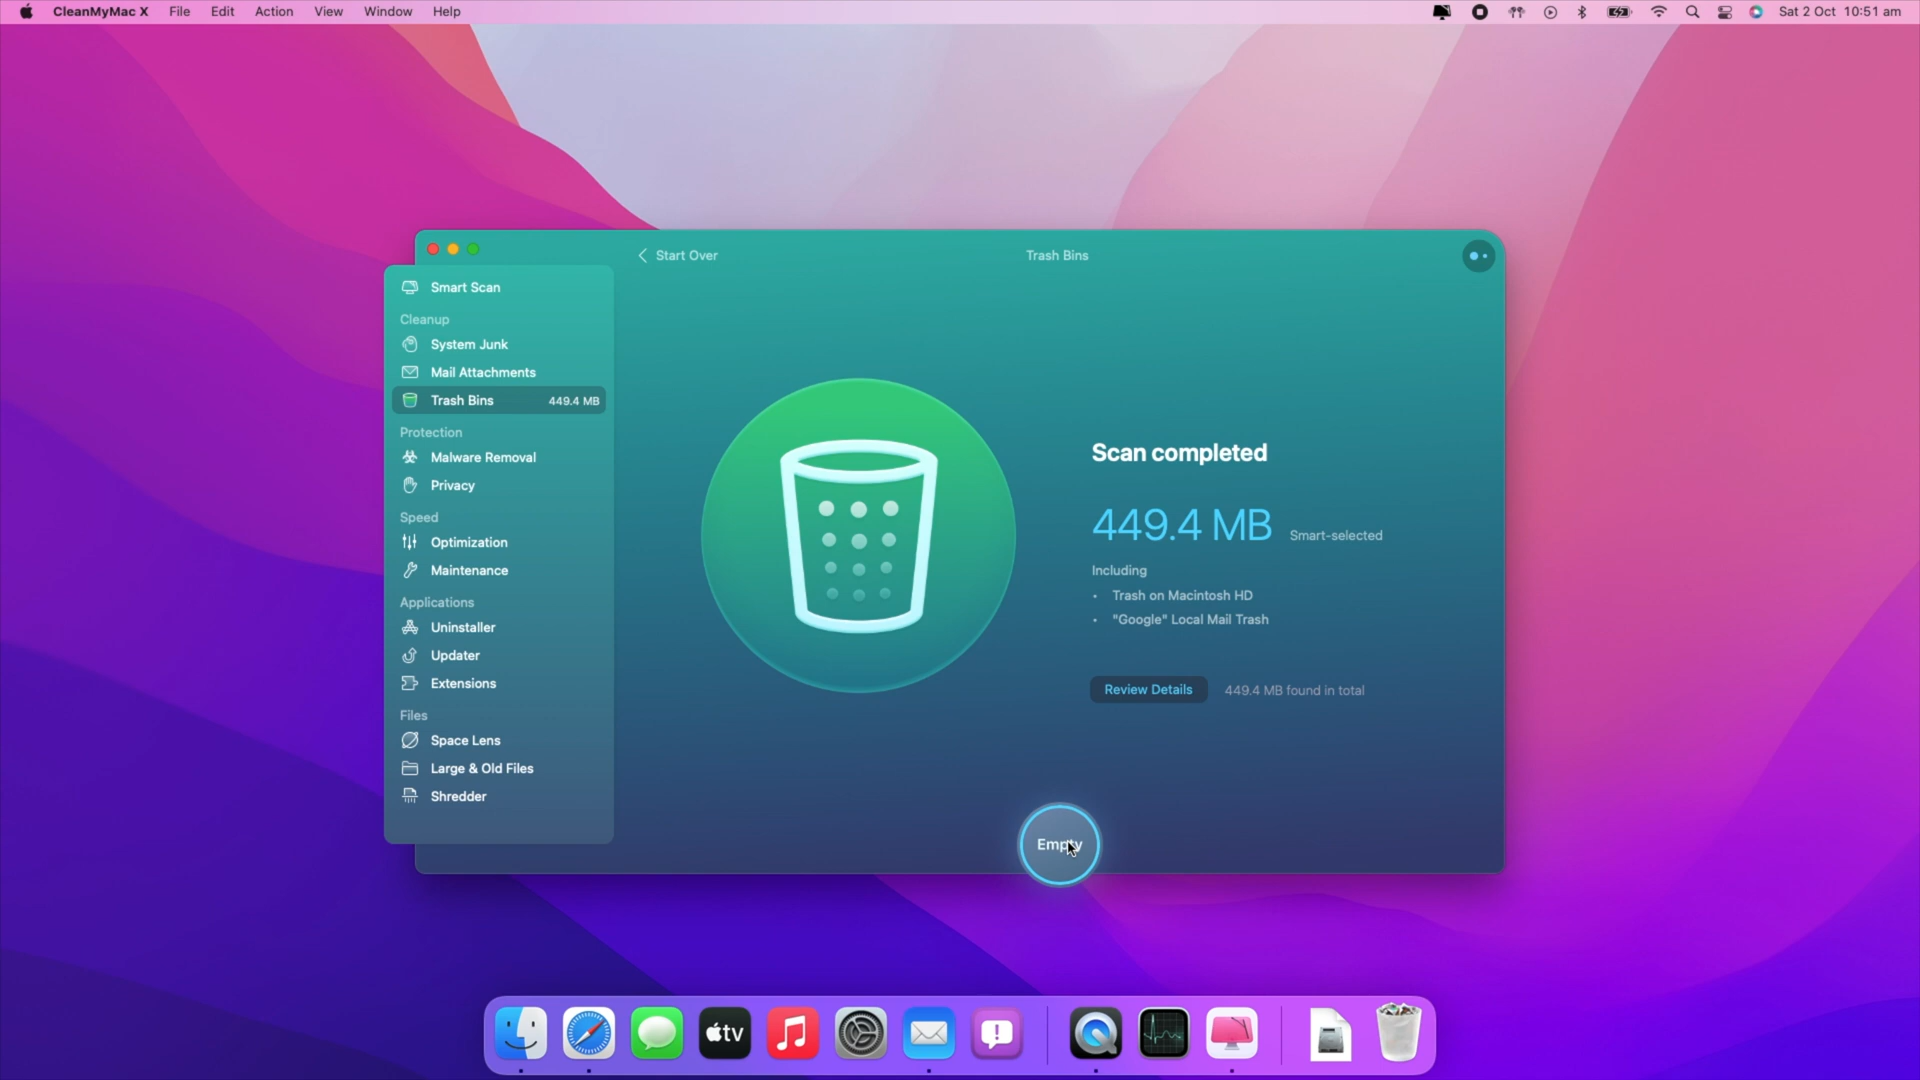 CleanMyMac X File Edit Action View Window Help
Sat 2 Oct 10:51 am
Start Over
Trash Bins
Smart Scan
Cleanup
System Junk
Mail Attachments
Trash Bins 449.4 MB
Protection
Malware Removal
Privacy
Speed
Optimization
Maintenance
Applications
Uninstaller
Updater
Extensions
Files
Space Lens
Large & Old Files
Shredder
Scan completed
449.4 MB Smart-selected
Including
• Trash on Macintosh HD
• "Google" Local Mail Trash
Review Details 449.4 MB found in total
Empty
tv